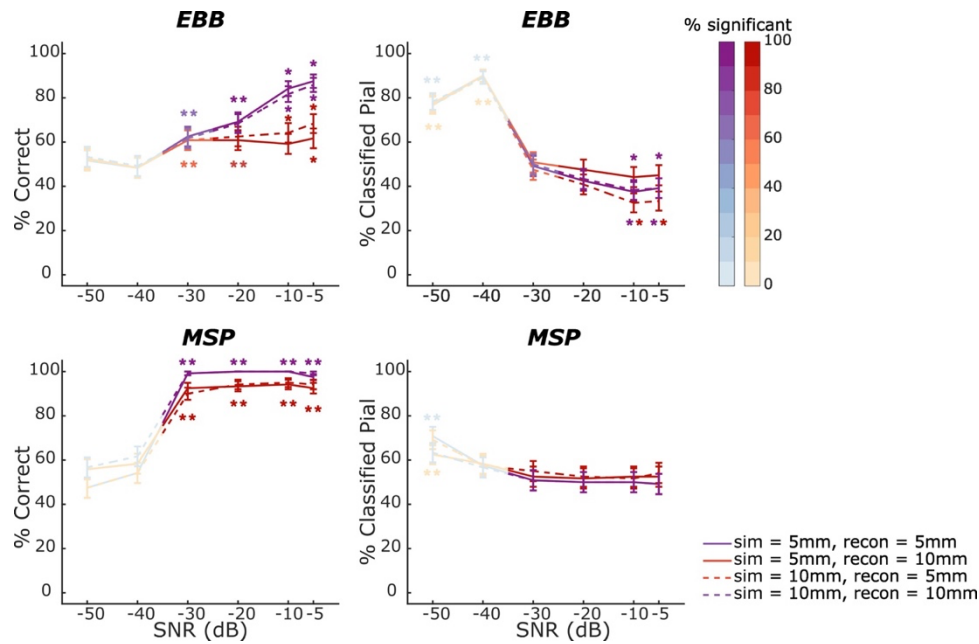 EBB
EBB
% significant
100
80
60
40
20
0
% Correct
100
80
60
40
20
0
-50 -40 -30 -20 -10 -5
% Classified Pial
100
80
60
40
20
0
-50 -40 -30 -20 -10 -5
** ** ** * *
** ** * *
* *
** ** * *
** ** ** **
MSP
MSP
% Correct
100
80
60
40
20
0
-50 -40 -30 -20 -10 -5
SNR (dB)
** ** ** **
** ** ** **
% Classified Pial
100
80
60
40
20
0
-50 -40 -30 -20 -10 -5
SNR (dB)
**
**
sim = 5mm, recon = 5mm
sim = 5mm, recon = 10mm
sim = 10mm, recon = 5mm
sim = 10mm, recon = 10mm